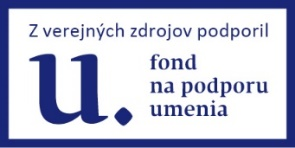 Z verejných zdrojov podporil
u.
fond
na podporu
umenia